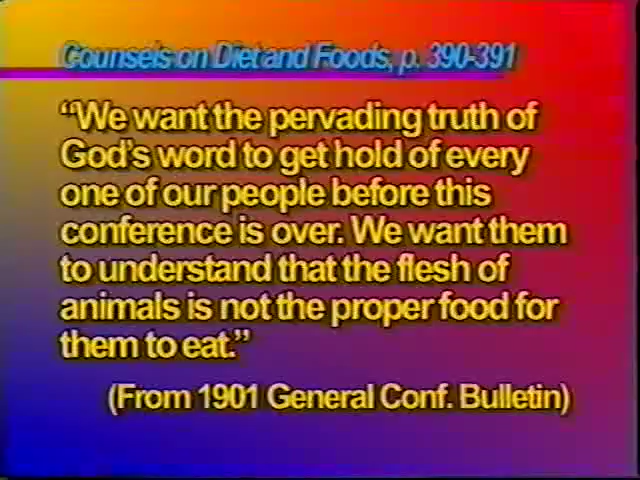 Counsels on Diet and Foods, p. 390-391
“We want the pervading truth of
God’s word to get hold of every
one of our people before this
conference is over. We want them
to understand that the flesh of
animals is not the proper food for
them to eat.”
(From 1901 General Conf. Bulletin)